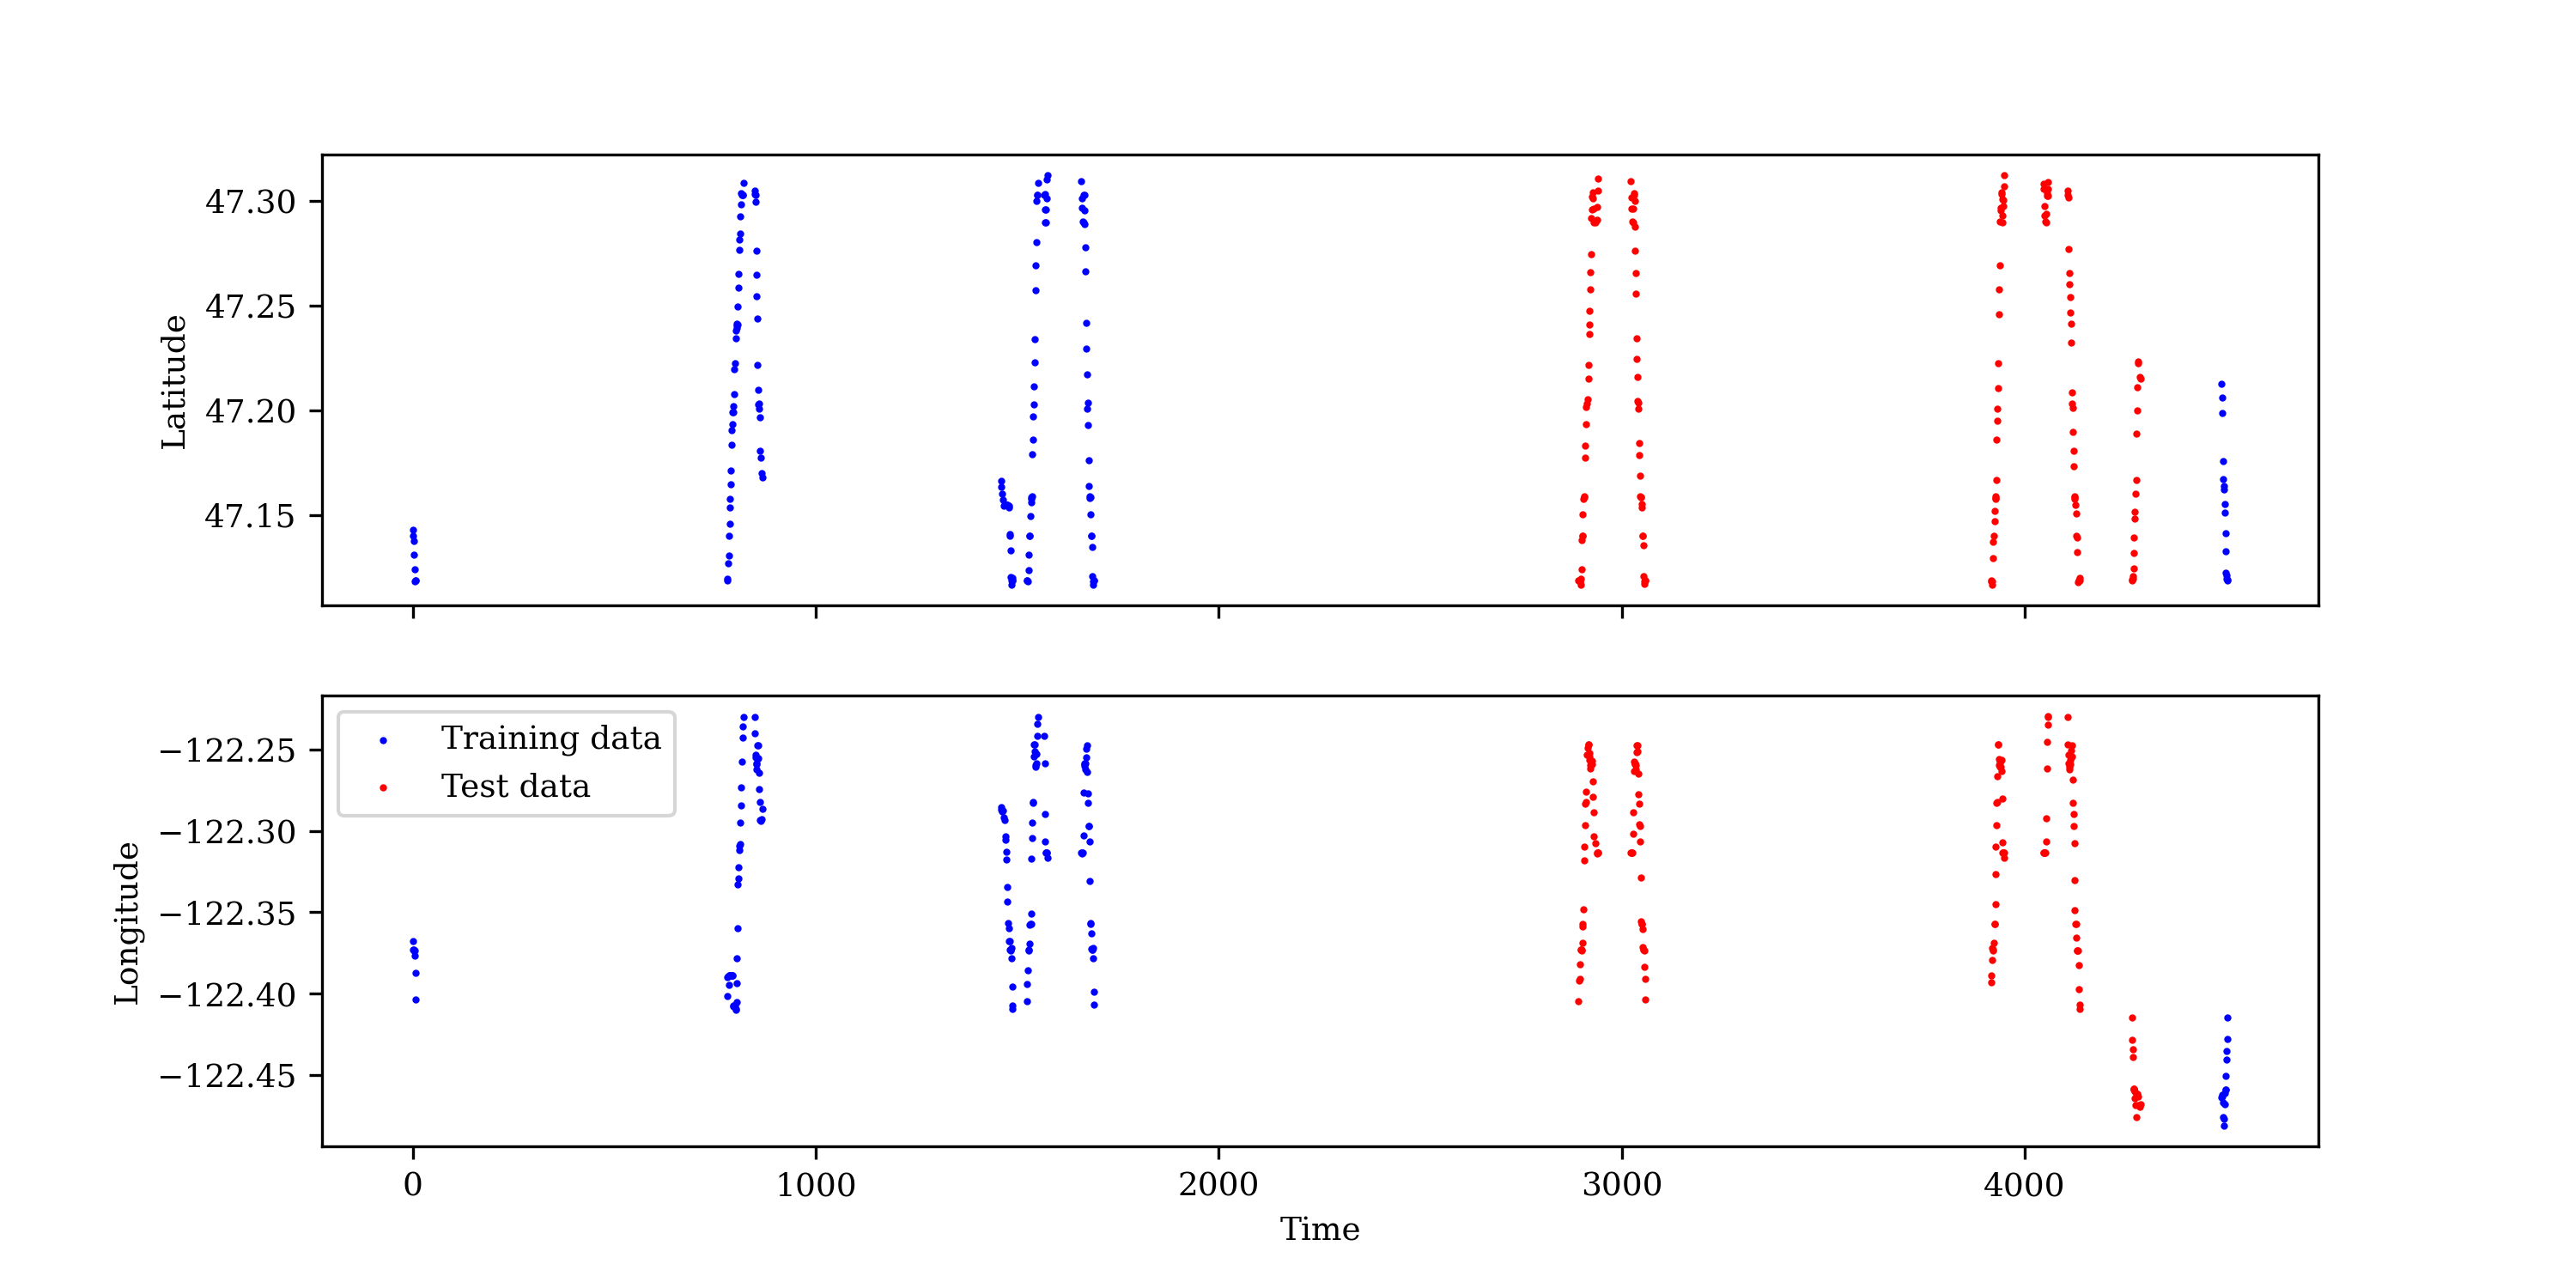 47.30
47.25
47.20
47.15
Latitude
Training data
Test data
−122.25
−122.30
−122.35
−122.40
−122.45
Longitude
0 1000 2000 3000 4000
Time